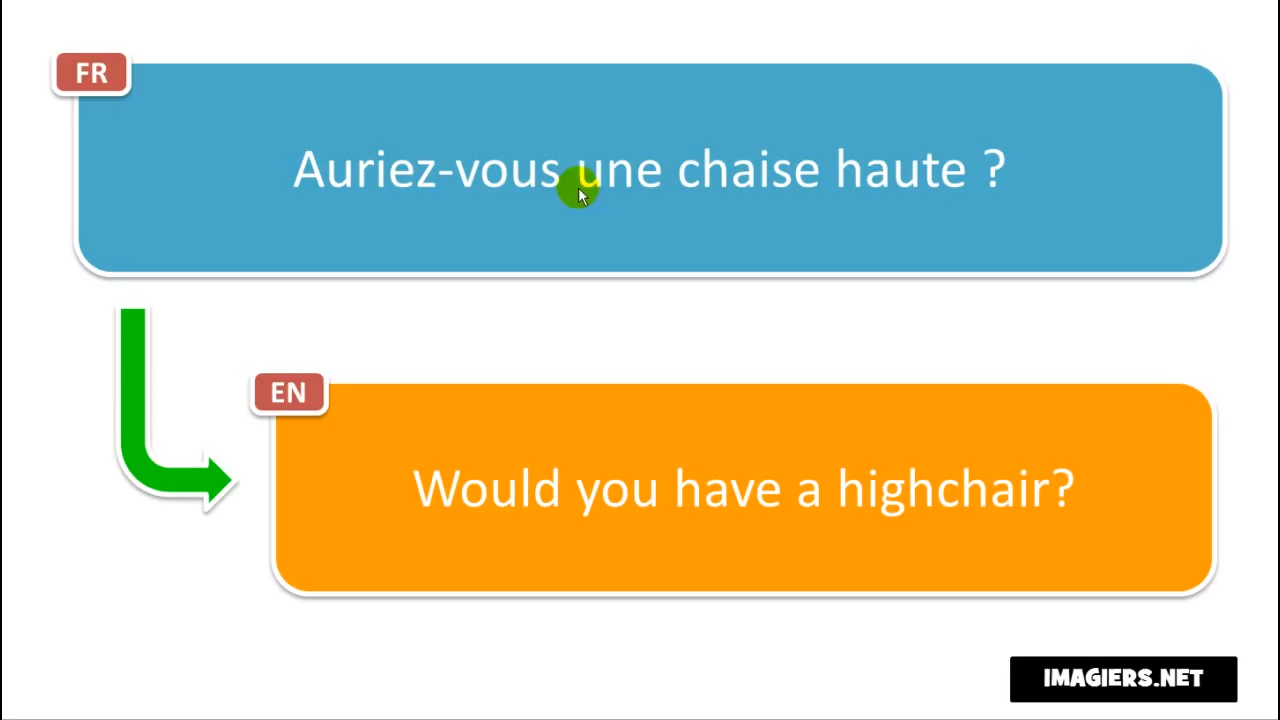 FR
Auriez-vous une chaise haute ?
EN
Would you have a highchair?
IMAGIERS.NET